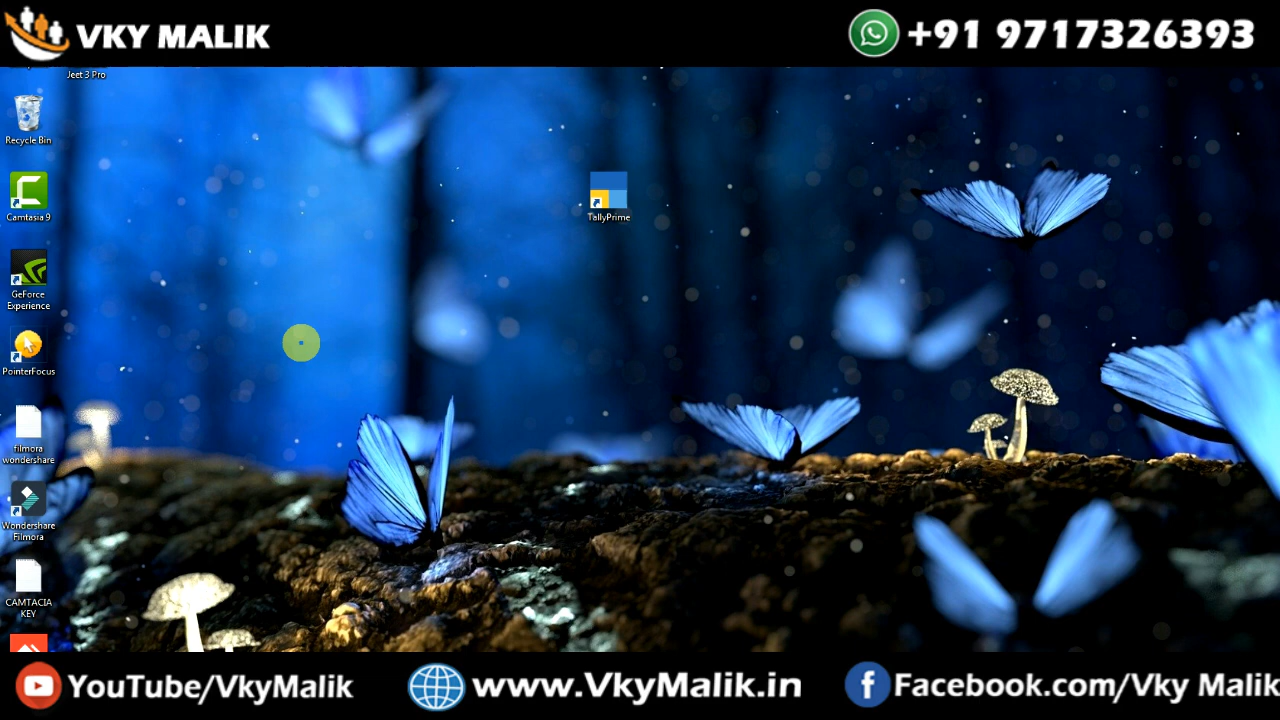 VKY MALIK
+91 9717326393
Jeet 3 Pro
Recycle Bin
Camtasia 9
TallyPrime
GeForce
Experience
PointerFocus
filmora
wondershare
Wondershare
Filmora
CAMTACIA
KEY
YouTube/VkyMalik
www.VkyMalik.in
Facebook.com/Vky Malik